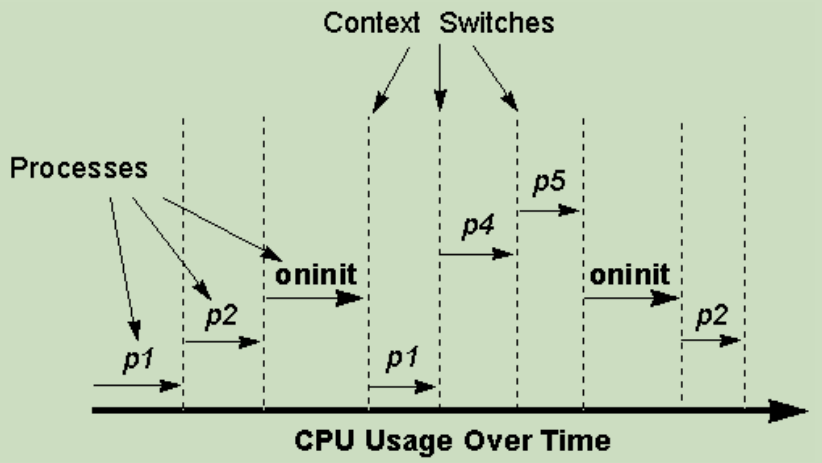 Context Switches
Processes
p5
p4
oninit
oninit
p2
p2
p1
p1
CPU Usage Over Time